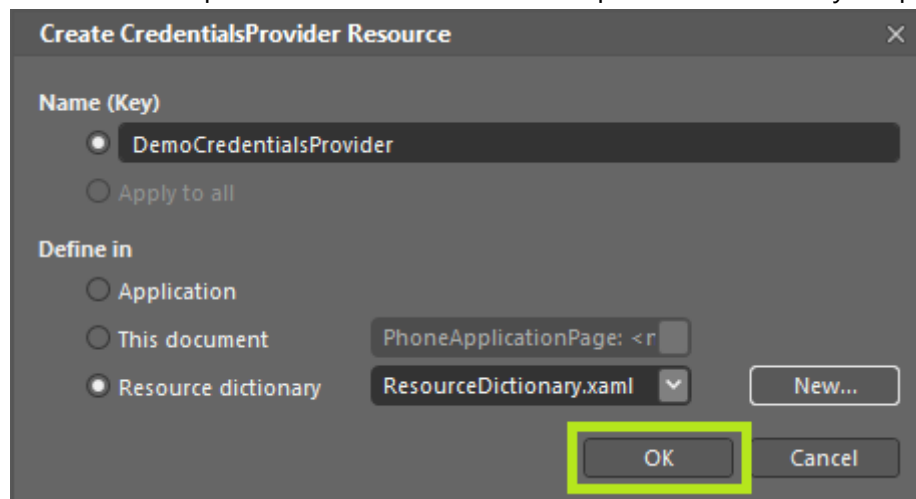 Create CredentialsProvider Resource
Name (Key)
DemoCredentialsProvider
Apply to all
Define in
Application
This document PhoneApplicationPage: <r
Resource dictionary ResourceDictionary.xaml New...
OK Cancel